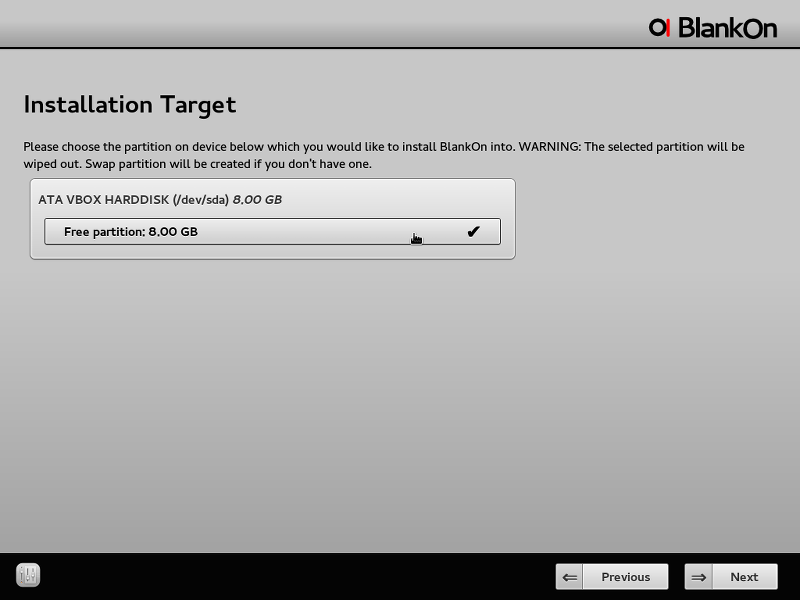 BlankOn
Installation Target
Please choose the partition on device below which you would like to install BlankOn into. WARNING: The selected partition will be
wiped out. Swap partition will be created if you don't have one.
ATA VBOX HARDDISK (/dev/sda) 8,00 GB
Free partition: 8,00 GB ✔
⇐ Previous ⇒ Next